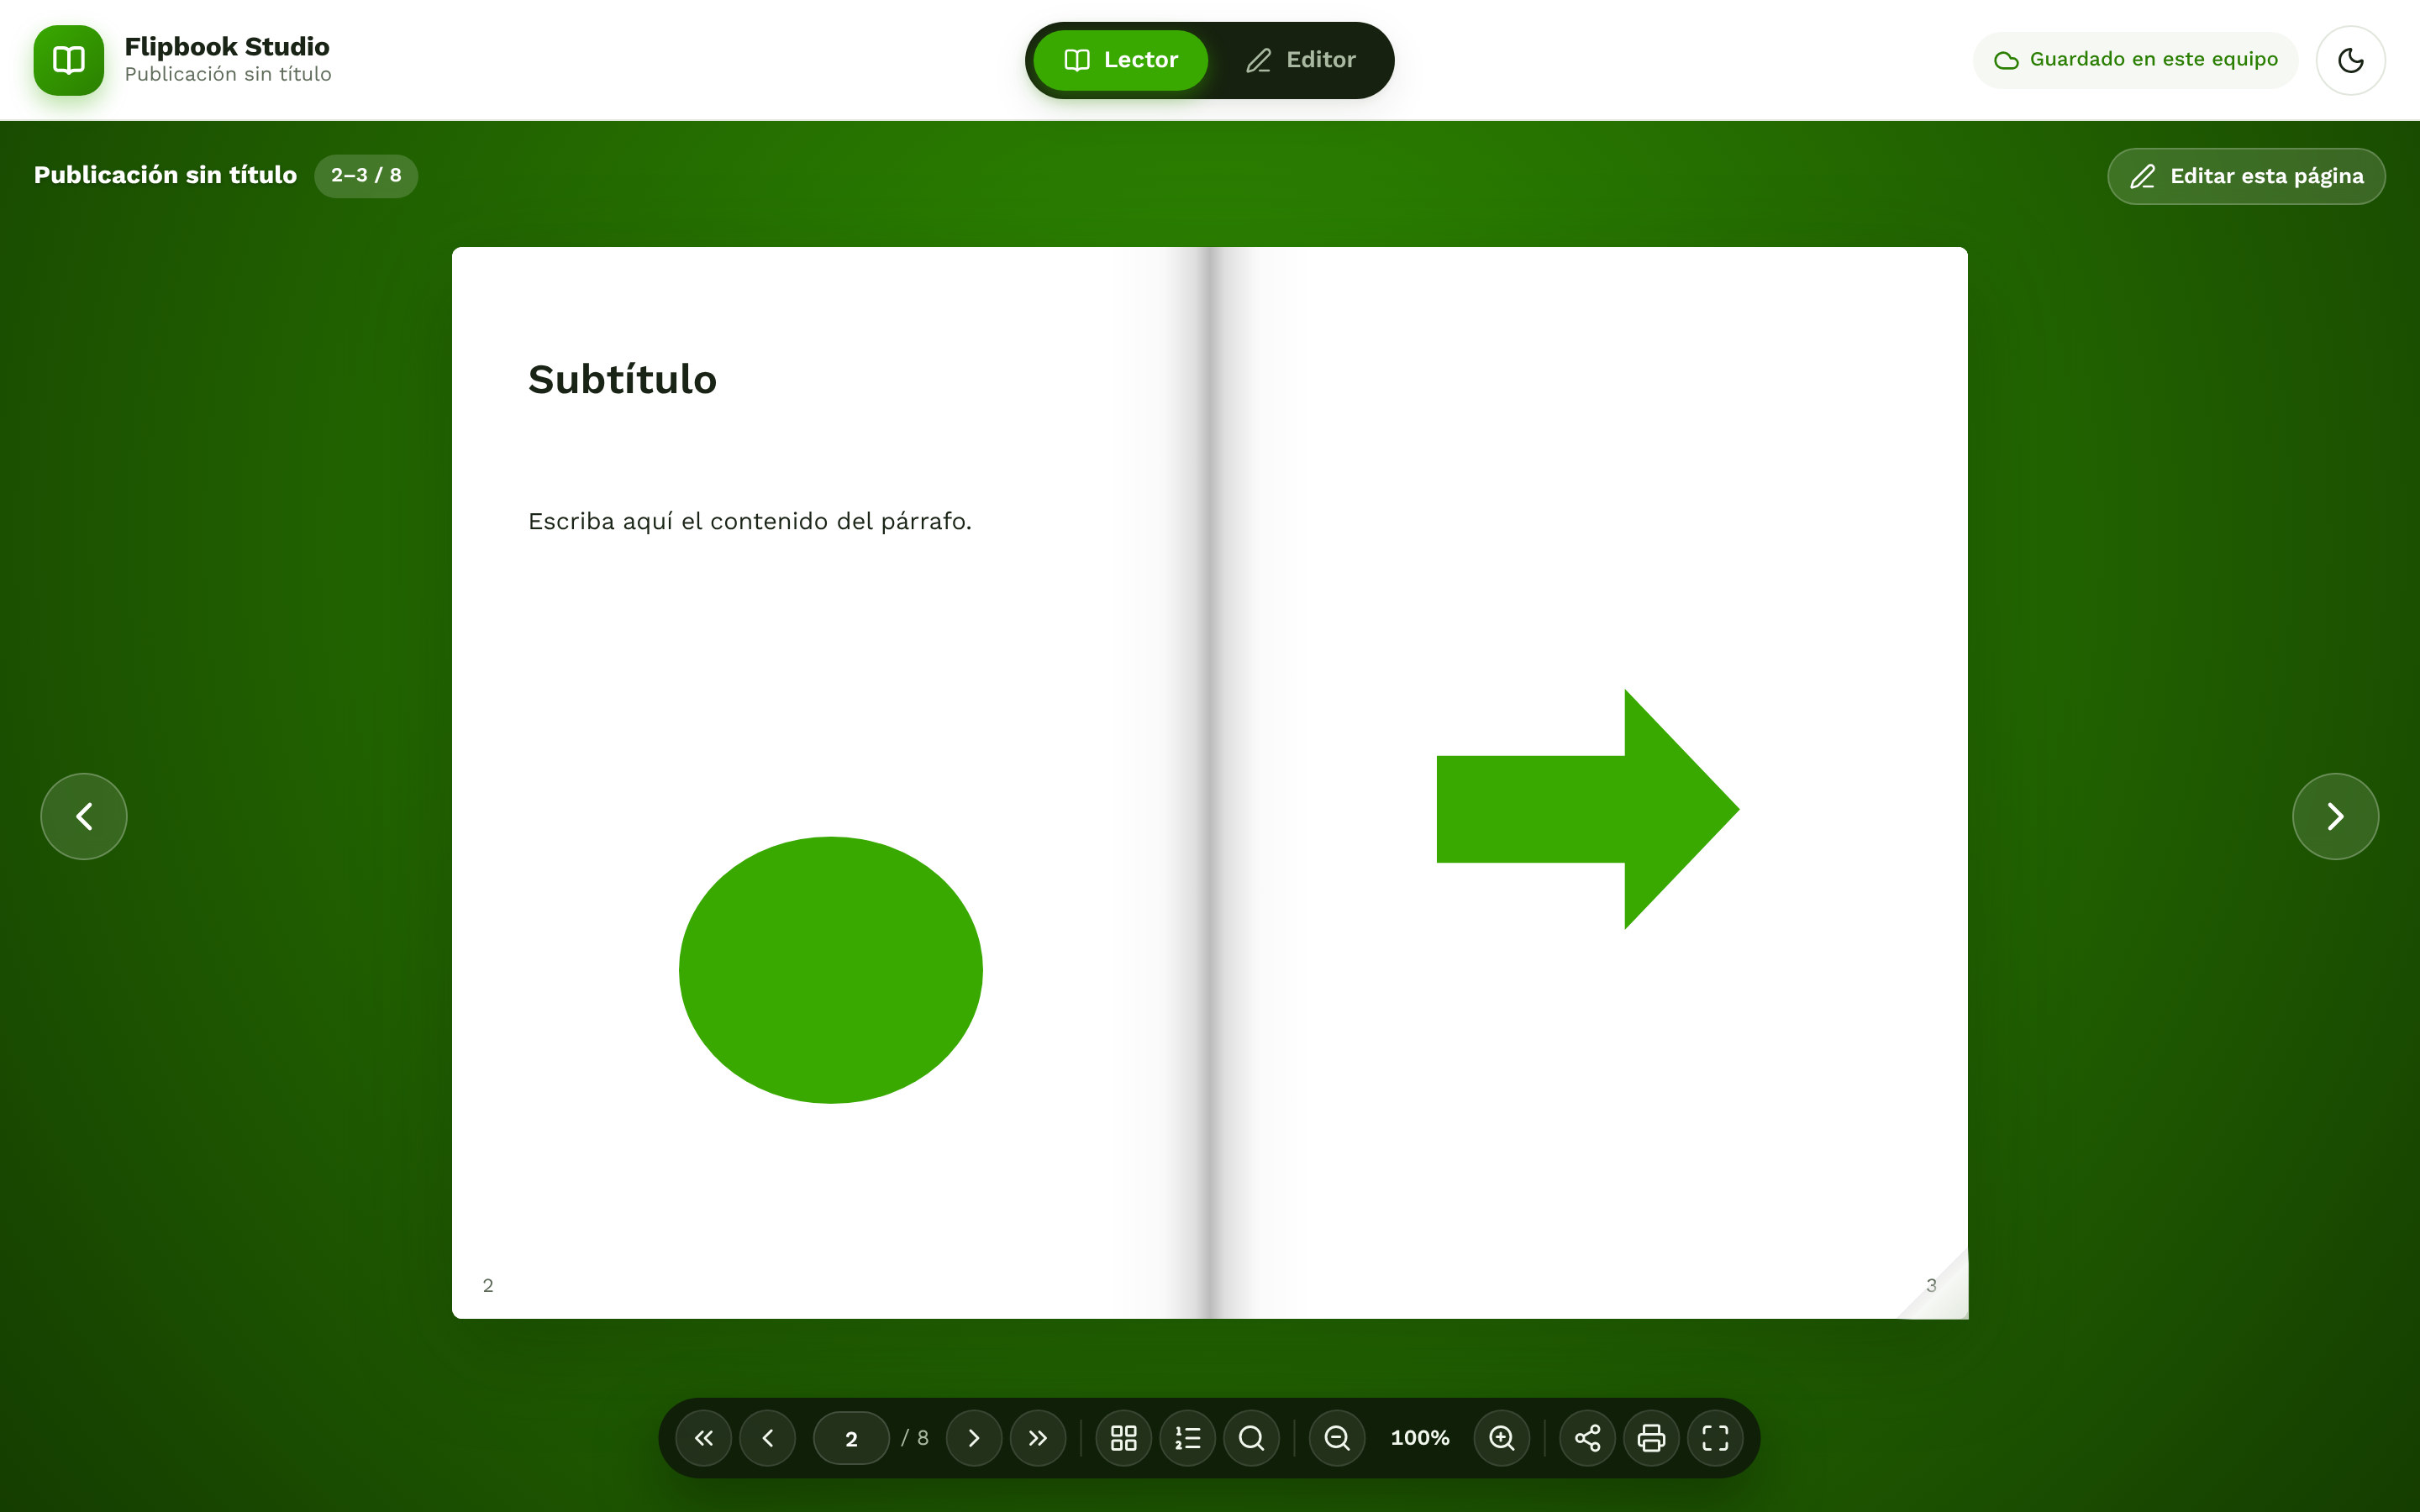 Flipbook Studio
Publicación sin título
Lector
Editor
Guardado en este equipo
Publicación sin título
2–3 / 8
Editar esta página
Subtítulo
Escriba aquí el contenido del párrafo.
2
3
2 / 8
100%